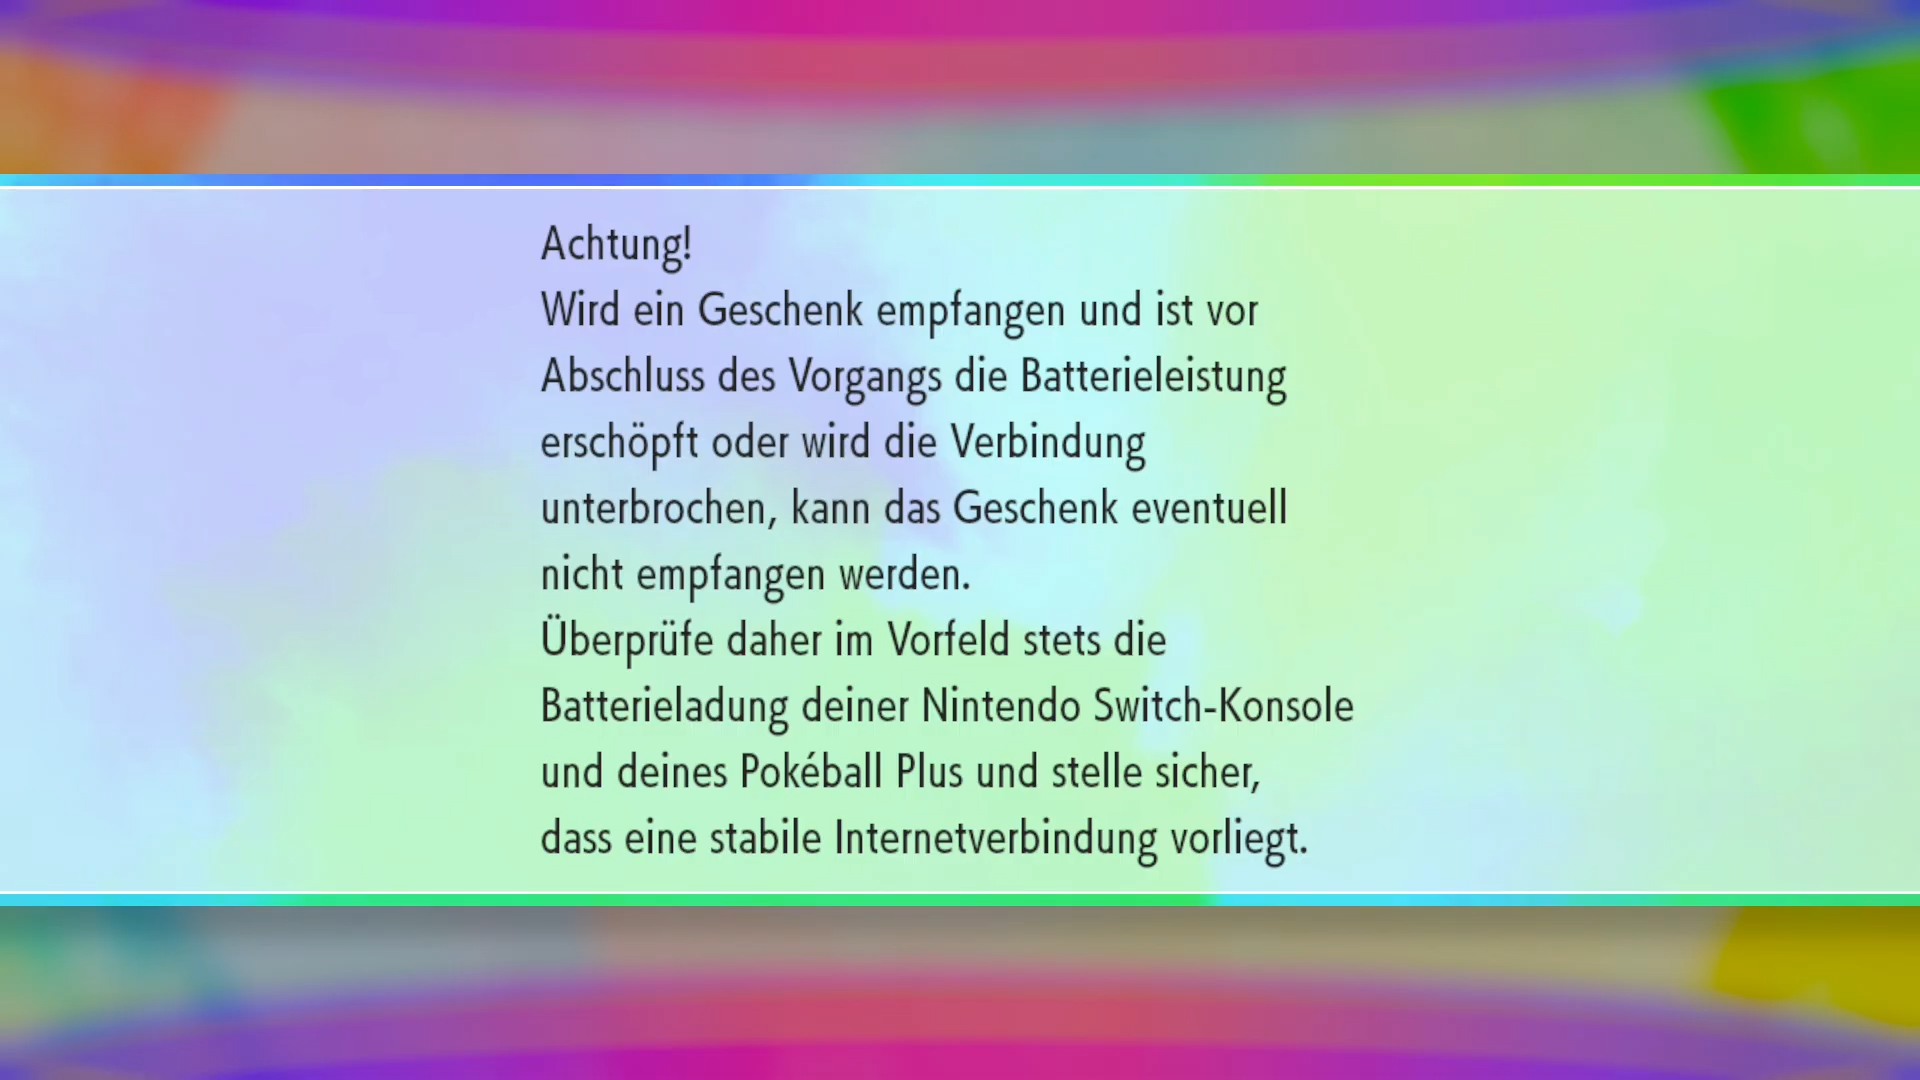 Achtung!
Wird ein Geschenk empfangen und ist vor
Abschluss des Vorgangs die Batterieleistung
erschöpft oder wird die Verbindung
unterbrochen, kann das Geschenk eventuell
nicht empfangen werden.
Überprüfe daher im Vorfeld stets die
Batterieladung deiner Nintendo Switch-Konsole
und deines Pokéball Plus und stelle sicher,
dass eine stabile Internetverbindung vorliegt.